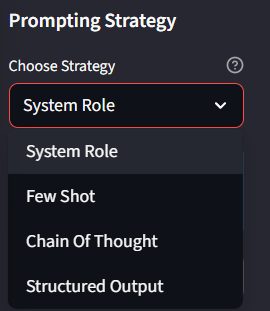 Prompting Strategy
Choose Strategy
System Role
System Role
Few Shot
Chain Of Thought
Structured Output